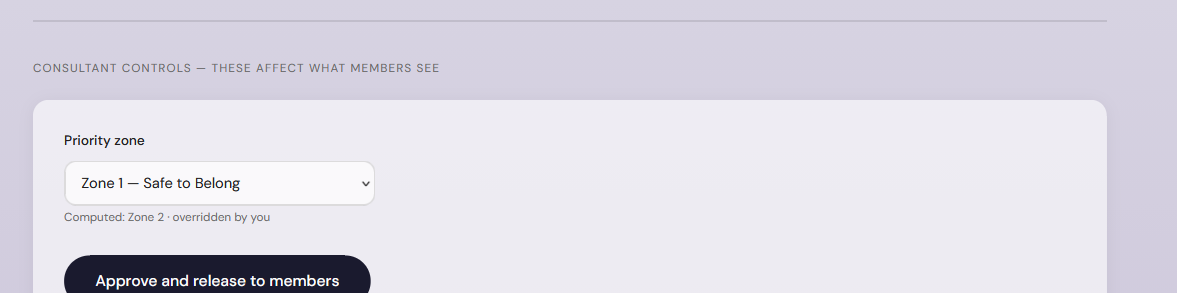 CONSULTANT CONTROLS — THESE AFFECT WHAT MEMBERS SEE
Priority zone
Zone 1 — Safe to Belong
Computed: Zone 2 · overridden by you
Approve and release to members